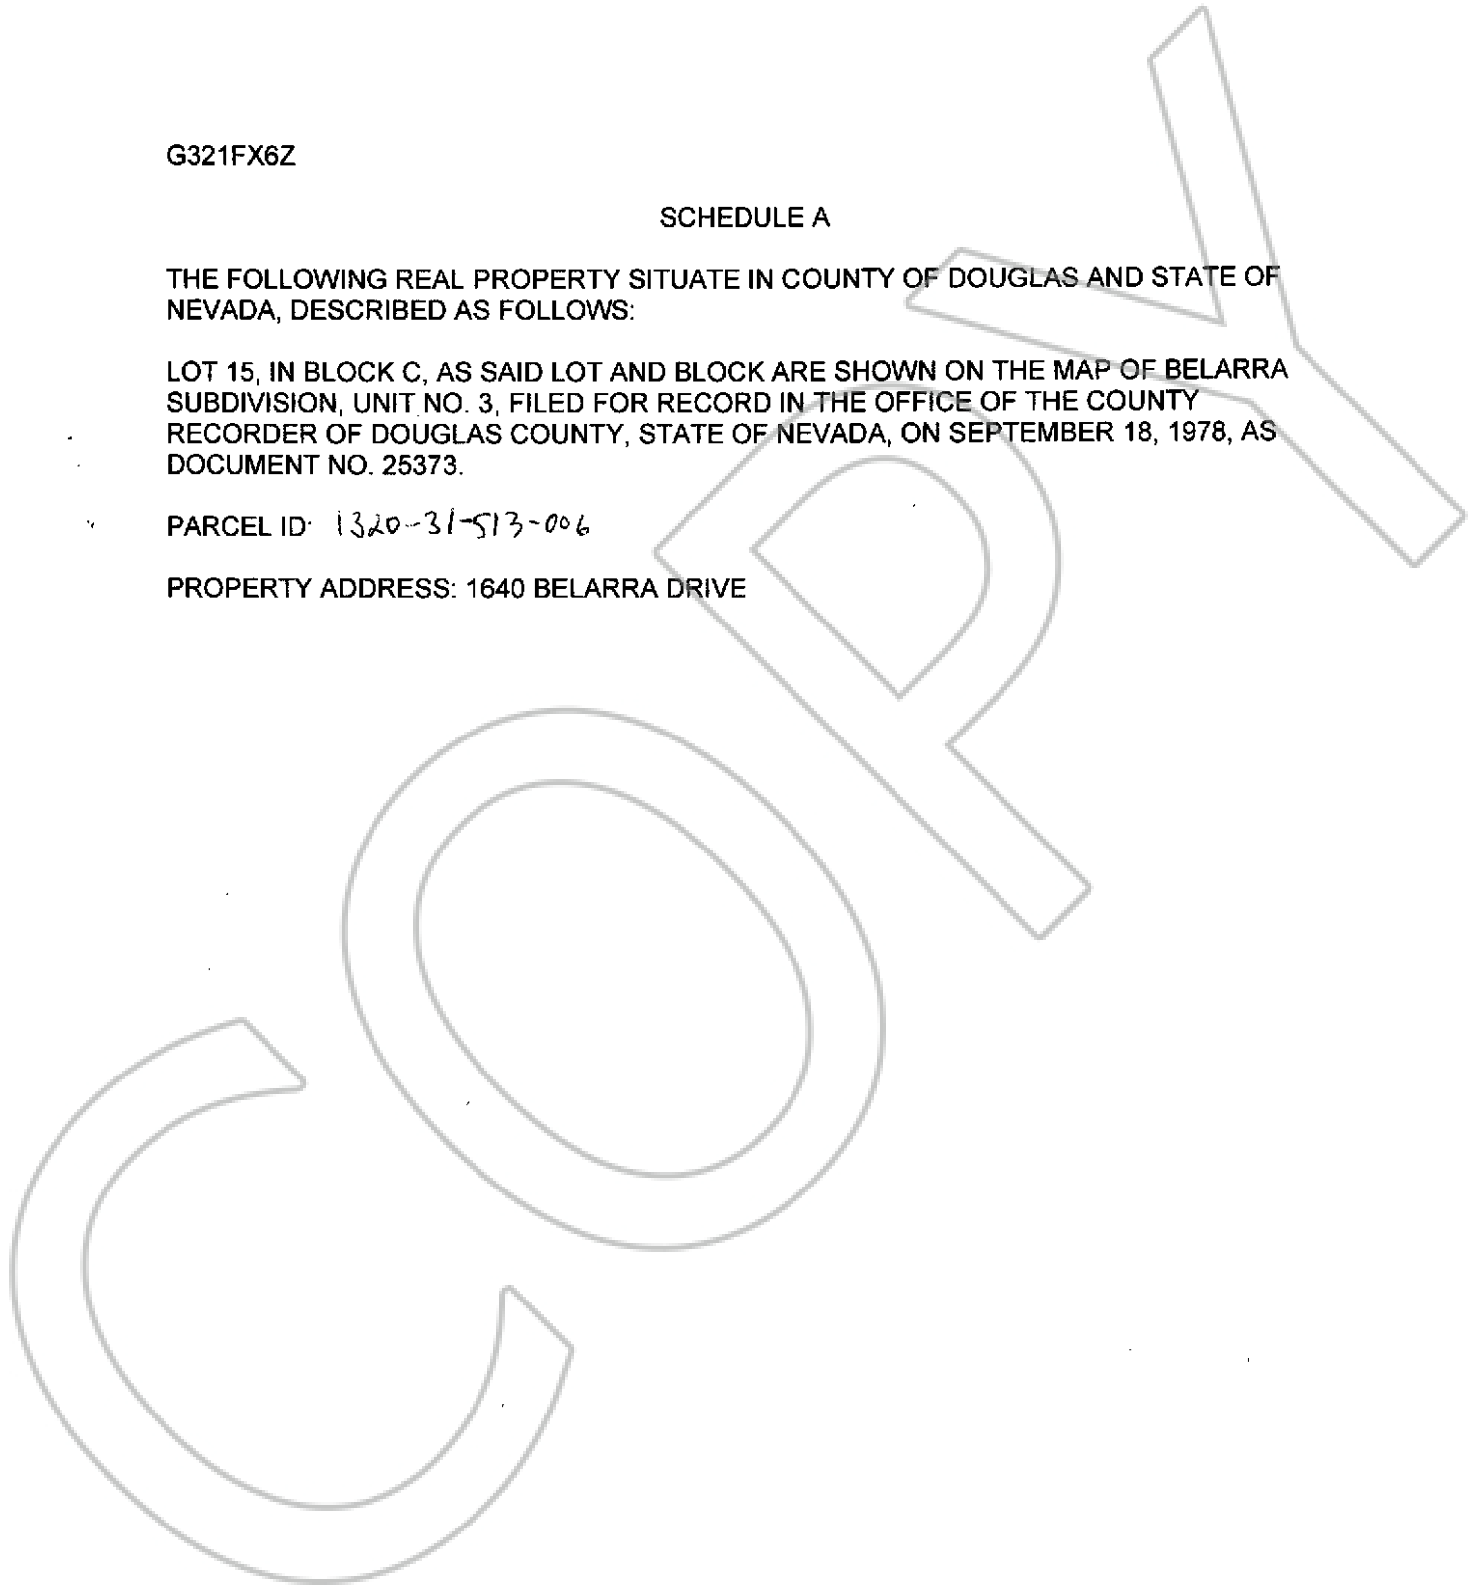 G321FX6Z
SCHEDULE A
THE FOLLOWING REAL PROPERTY SITUATE IN COUNTY OF DOUGLAS AND STATE OF
NEVADA, DESCRIBED AS FOLLOWS:
LOT 15, IN BLOCK C, AS SAID LOT AND BLOCK ARE SHOWN ON THE MAP OF BELARRA
SUBDIVISION, UNIT NO. 3, FILED FOR RECORD IN THE OFFICE OF THE COUNTY
RECORDER OF DOUGLAS COUNTY, STATE OF NEVADA, ON SEPTEMBER 18, 1978, AS
DOCUMENT NO. 25373.
PARCEL ID: 1320-31-513-006
PROPERTY ADDRESS: 1640 BELARRA DRIVE
COPY